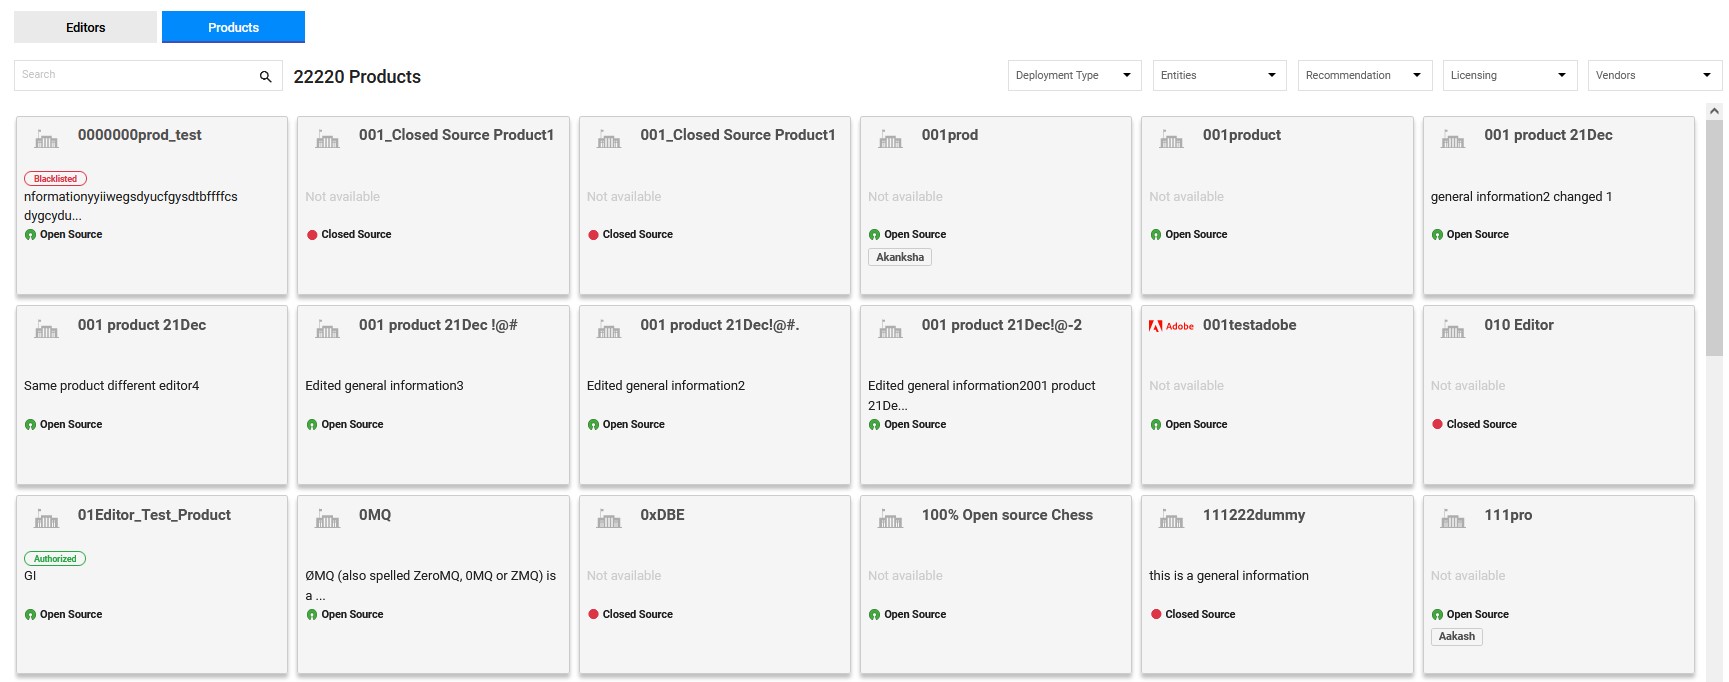 Editors
Products
Search
22220 Products
Deployment Type
Entities
Recommendation
Licensing
Vendors
0000000prod_test
Blacklisted
nformationyyiiwegsdyucfgysdtbffffcs
dygcydu...
Open Source
001_Closed Source Product1
Not available
Closed Source
001_Closed Source Product1
Not available
Closed Source
001prod
Not available
Open Source
Akanksha
001product
Not available
Open Source
001 product 21Dec
general information2 changed 1
Open Source
001 product 21Dec
Same product different editor4
Open Source
001 product 21Dec !@#
Edited general information3
Open Source
001 product 21Dec!@#.
Edited general information2
Open Source
001 product 21Dec!@-2
Edited general information2001 product
21De...
Open Source
Adobe
001testadobe
Not available
Open Source
010 Editor
Not available
Closed Source
01Editor_Test_Product
Authorized
GI
Open Source
0MQ
ØMQ (also spelled ZeroMQ, 0MQ or ZMQ) is
a ...
Open Source
0xDBE
Not available
Closed Source
100% Open source Chess
Not available
Open Source
111222dummy
this is a general information
Closed Source
111pro
Not available
Open Source
Aakash